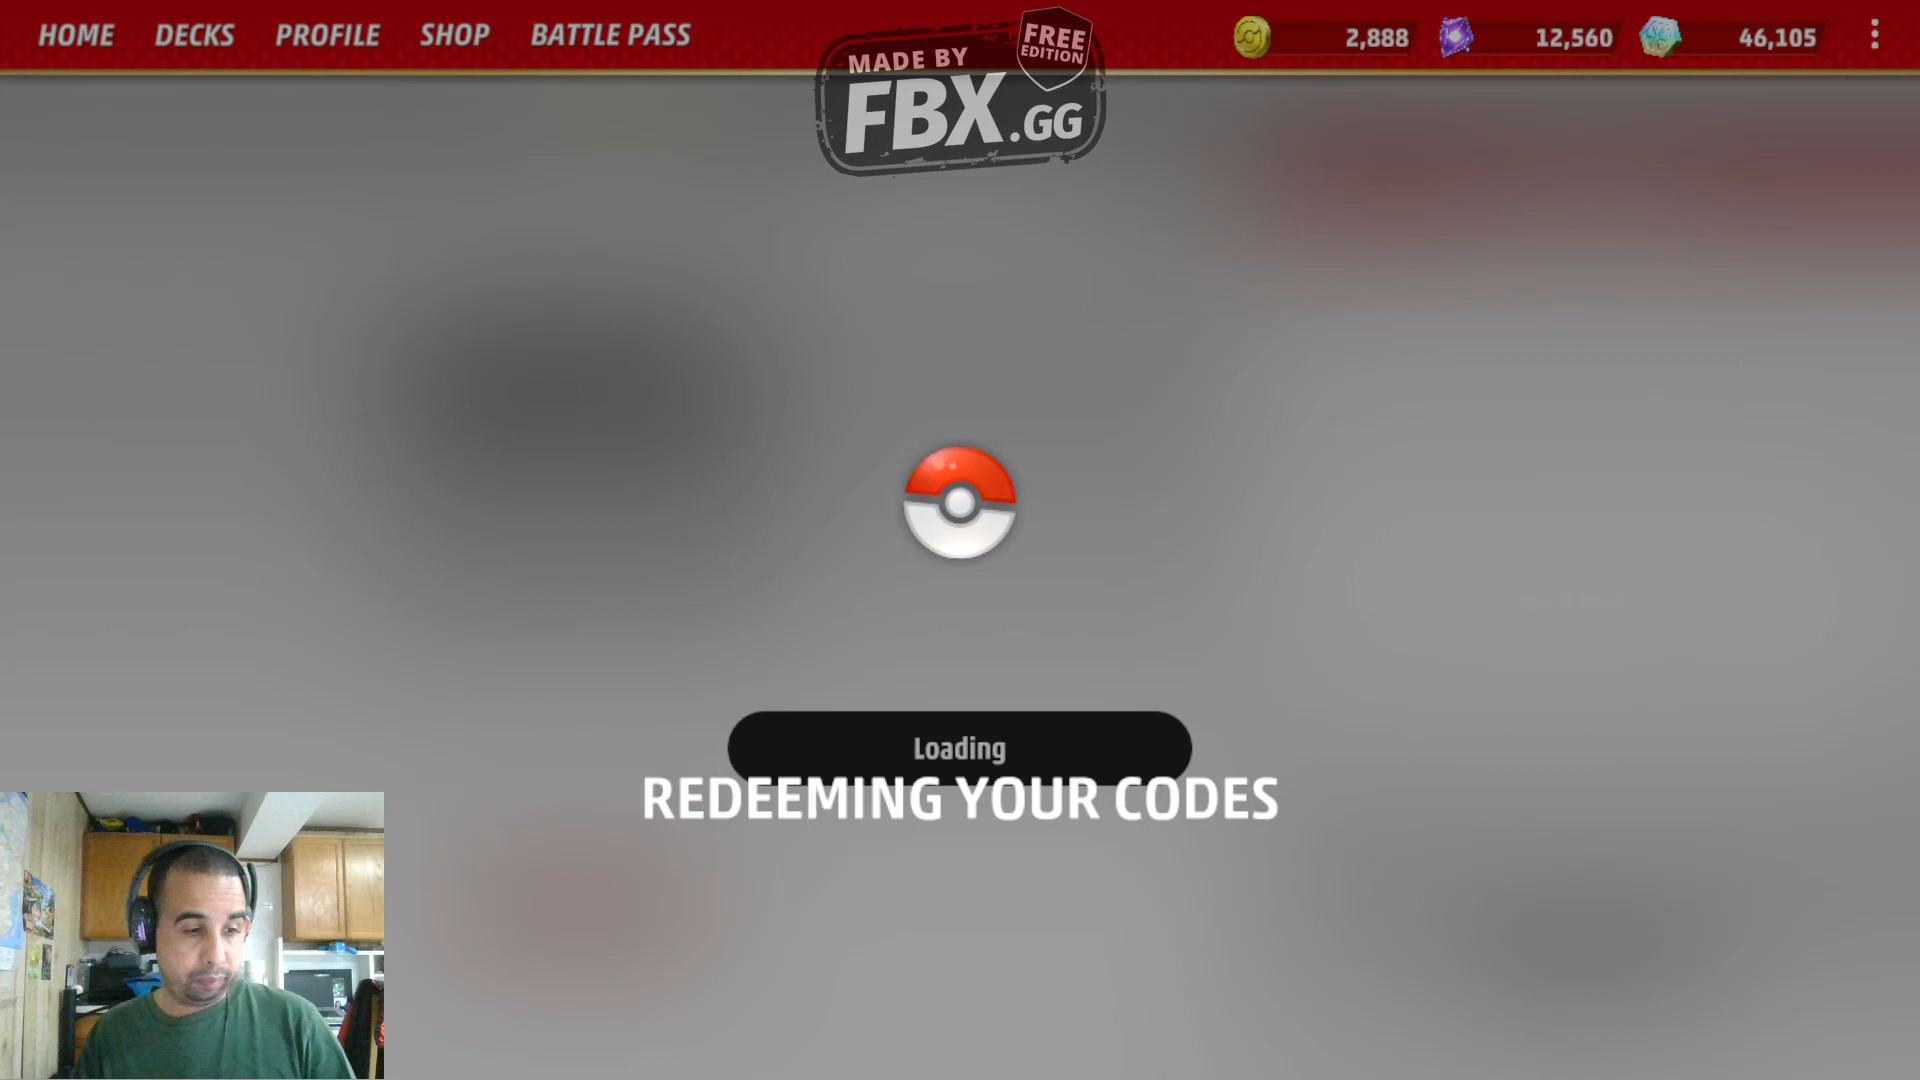 HOME DECKS PROFILE SHOP BATTLE PASS 2,888 12,560 46,105
FREE
EDITION
MADE BY
FBX.GG
Loading
REDEEMING YOUR CODES